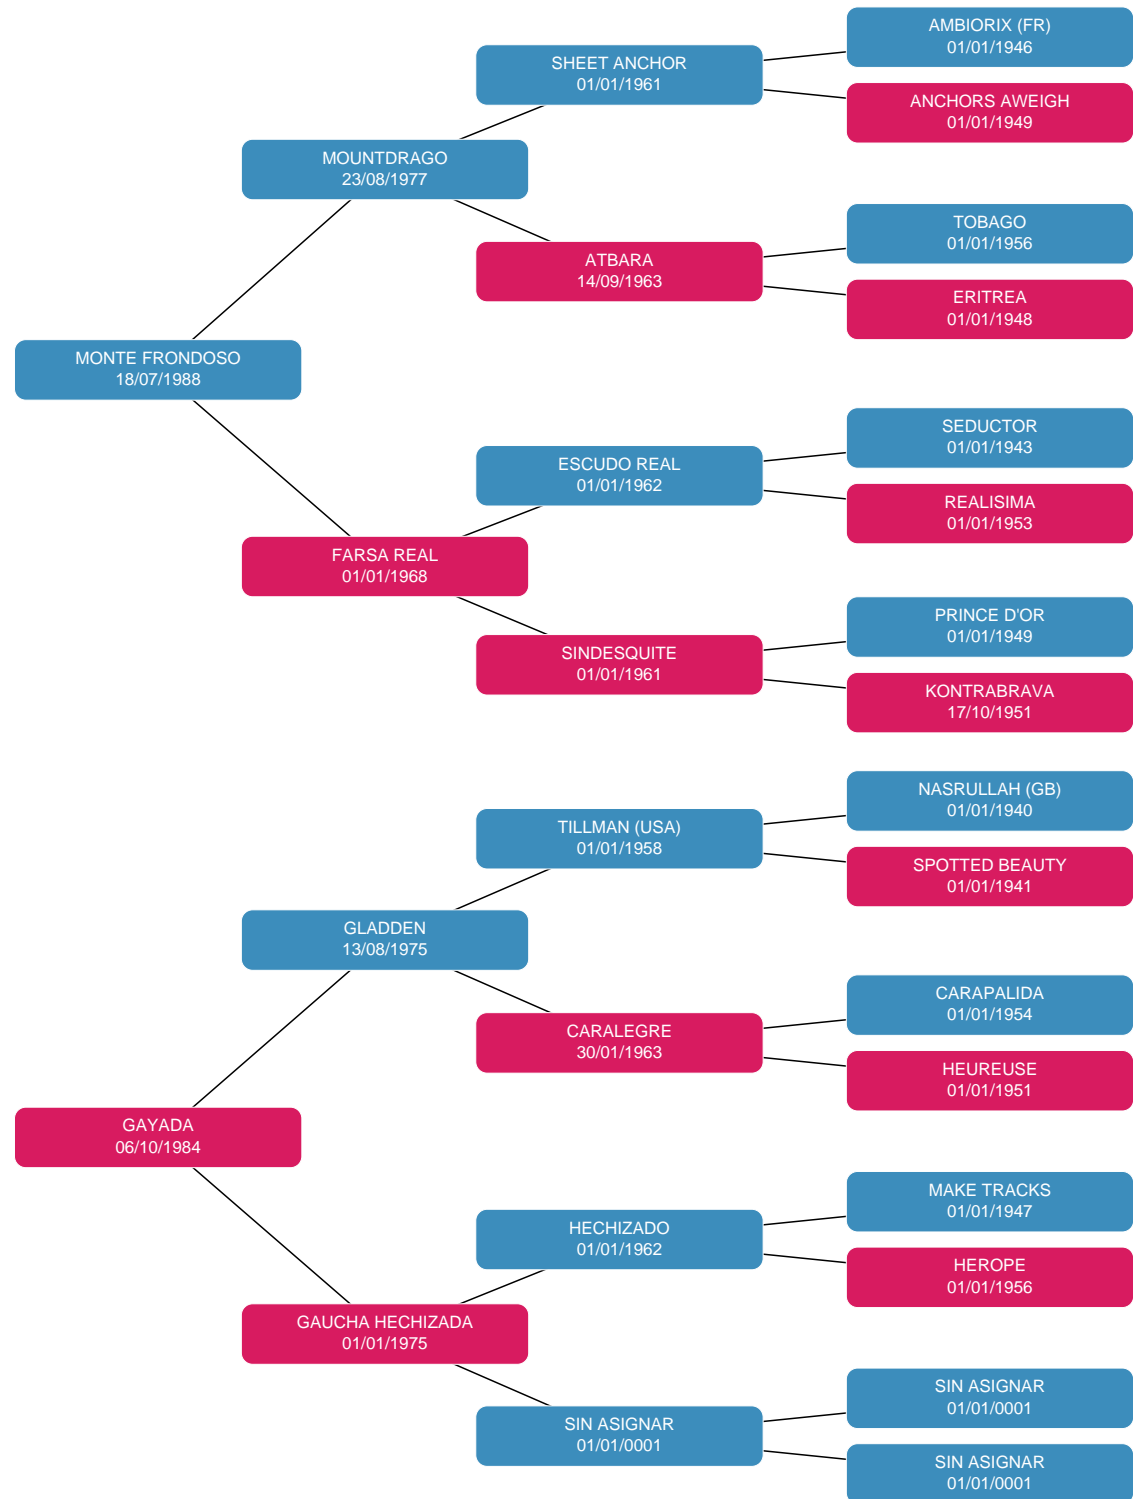 AMBIORIX (FR)
01/01/1946
SHEET ANCHOR
01/01/1961
ANCHORS AWEIGH
01/01/1949
MOUNTDRAGO
23/08/1977
TOBAGO
01/01/1956
ATBARA
14/09/1963
ERITREA
01/01/1948
MONTE FRONDOSO
18/07/1988
SEDUCTOR
01/01/1943
ESCUDO REAL
01/01/1962
REALISIMA
01/01/1953
FARSA REAL
01/01/1968
PRINCE D'OR
01/01/1949
SINDESQUITE
01/01/1961
KONTRABRAVA
17/10/1951
NASRULLAH (GB)
01/01/1940
TILLMAN (USA)
01/01/1958
SPOTTED BEAUTY
01/01/1941
GLADDEN
13/08/1975
CARAPALIDA
01/01/1954
CARALEGRE
30/01/1963
HEUREUSE
01/01/1951
GAYADA
06/10/1984
MAKE TRACKS
01/01/1947
HECHIZADO
01/01/1962
HEROPE
01/01/1956
GAUCHA HECHIZADA
01/01/1975
SIN ASIGNAR
01/01/0001
SIN ASIGNAR
01/01/0001
SIN ASIGNAR
01/01/0001